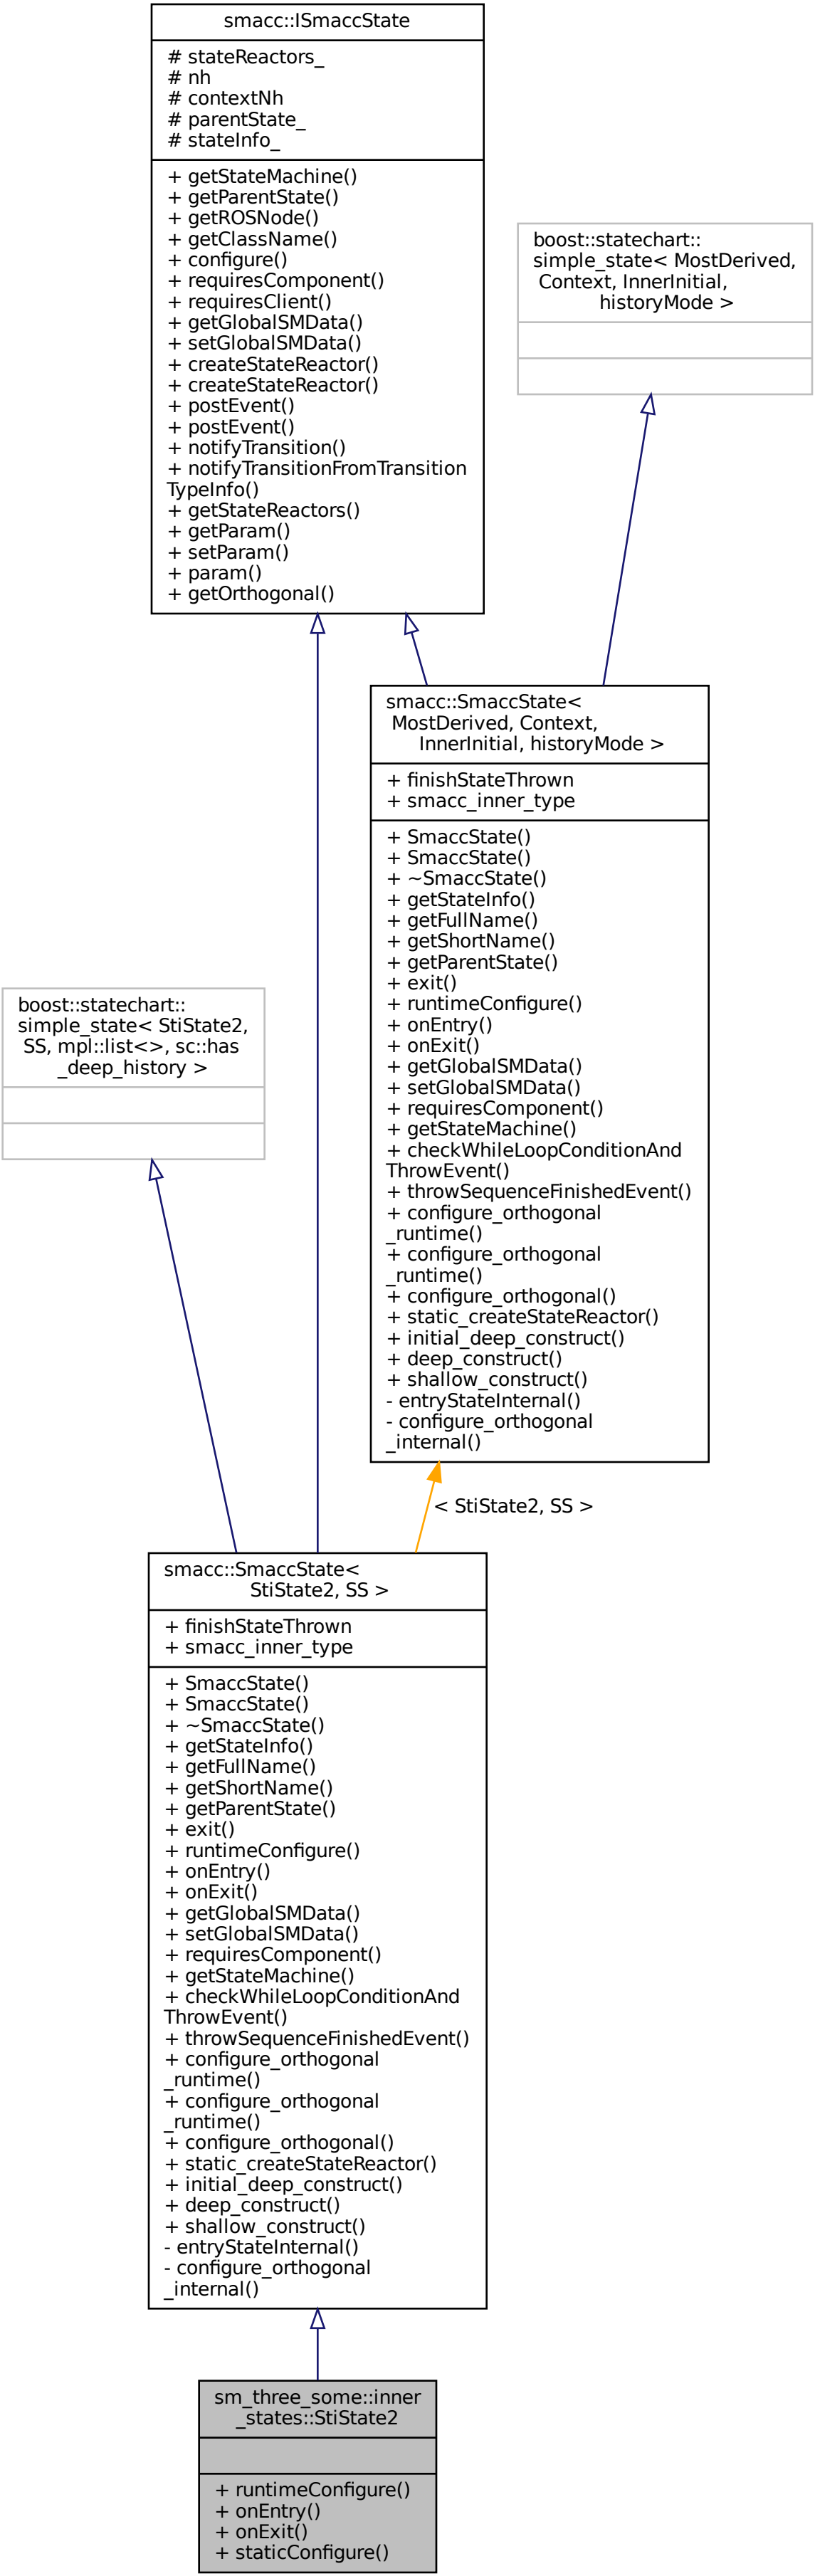 smacc::ISmaccState
# stateReactors_
# nh
# contextNh
# parentState_
# stateInfo_
+ getStateMachine()
+ getParentState()
+ getROSNode()
+ getClassName()
+ configure()
+ requiresComponent()
+ requiresClient()
+ getGlobalSMData()
+ setGlobalSMData()
+ createStateReactor()
+ createStateReactor()
+ postEvent()
+ postEvent()
+ notifyTransition()
+ notifyTransitionFromTransition
TypeInfo()
+ getStateReactors()
+ getParam()
+ setParam()
+ param()
+ getOrthogonal()
boost::statechart::
simple_state< MostDerived,
Context, InnerInitial,
historyMode >
smacc::SmaccState<
MostDerived, Context,
InnerInitial, historyMode >
+ finishStateThrown
+ smacc_inner_type
+ SmaccState()
+ SmaccState()
+ ~SmaccState()
+ getStateInfo()
+ getFullName()
+ getShortName()
+ getParentState()
+ exit()
+ runtimeConfigure()
+ onEntry()
+ onExit()
+ getGlobalSMData()
+ setGlobalSMData()
+ requiresComponent()
+ getStateMachine()
+ checkWhileLoopConditionAnd
ThrowEvent()
+ throwSequenceFinishedEvent()
+ configure_orthogonal
_runtime()
+ configure_orthogonal
_runtime()
+ configure_orthogonal()
+ static_createStateReactor()
+ initial_deep_construct()
+ deep_construct()
+ shallow_construct()
- entryStateInternal()
- configure_orthogonal
_internal()
boost::statechart::
simple_state< StiState2,
SS, mpl::list<>, sc::has
_deep_history >
< StiState2, SS >
smacc::SmaccState<
StiState2, SS >
+ finishStateThrown
+ smacc_inner_type
+ SmaccState()
+ SmaccState()
+ ~SmaccState()
+ getStateInfo()
+ getFullName()
+ getShortName()
+ getParentState()
+ exit()
+ runtimeConfigure()
+ onEntry()
+ onExit()
+ getGlobalSMData()
+ setGlobalSMData()
+ requiresComponent()
+ getStateMachine()
+ checkWhileLoopConditionAnd
ThrowEvent()
+ throwSequenceFinishedEvent()
+ configure_orthogonal
_runtime()
+ configure_orthogonal
_runtime()
+ configure_orthogonal()
+ static_createStateReactor()
+ initial_deep_construct()
+ deep_construct()
+ shallow_construct()
- entryStateInternal()
- configure_orthogonal
_internal()
sm_three_some::inner
_states::StiState2
+ runtimeConfigure()
+ onEntry()
+ onExit()
+ staticConfigure()